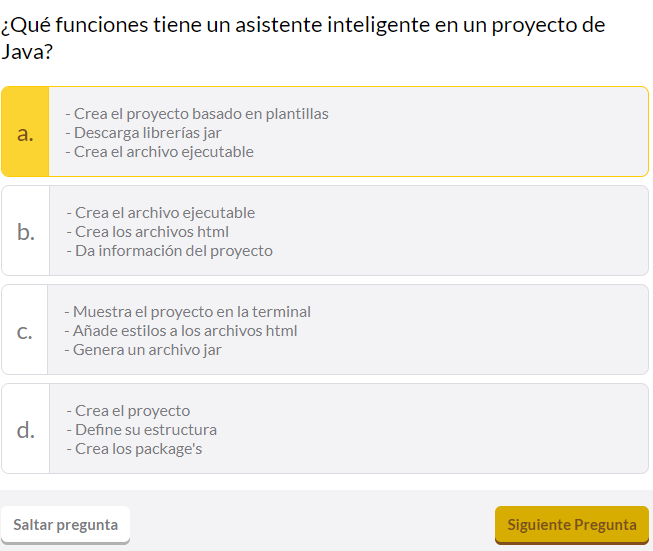 ¿Qué funciones tiene un asistente inteligente en un proyecto de
Java?
a.
- Crea el proyecto basado en plantillas
- Descarga librerías jar
- Crea el archivo ejecutable
b.
- Crea el archivo ejecutable
- Crea los archivos html
- Da información del proyecto
c.
- Muestra el proyecto en la terminal
- Añade estilos a los archivos html
- Genera un archivo jar
d.
- Crea el proyecto
- Define su estructura
- Crea los package's
Saltar pregunta
Siguiente Pregunta